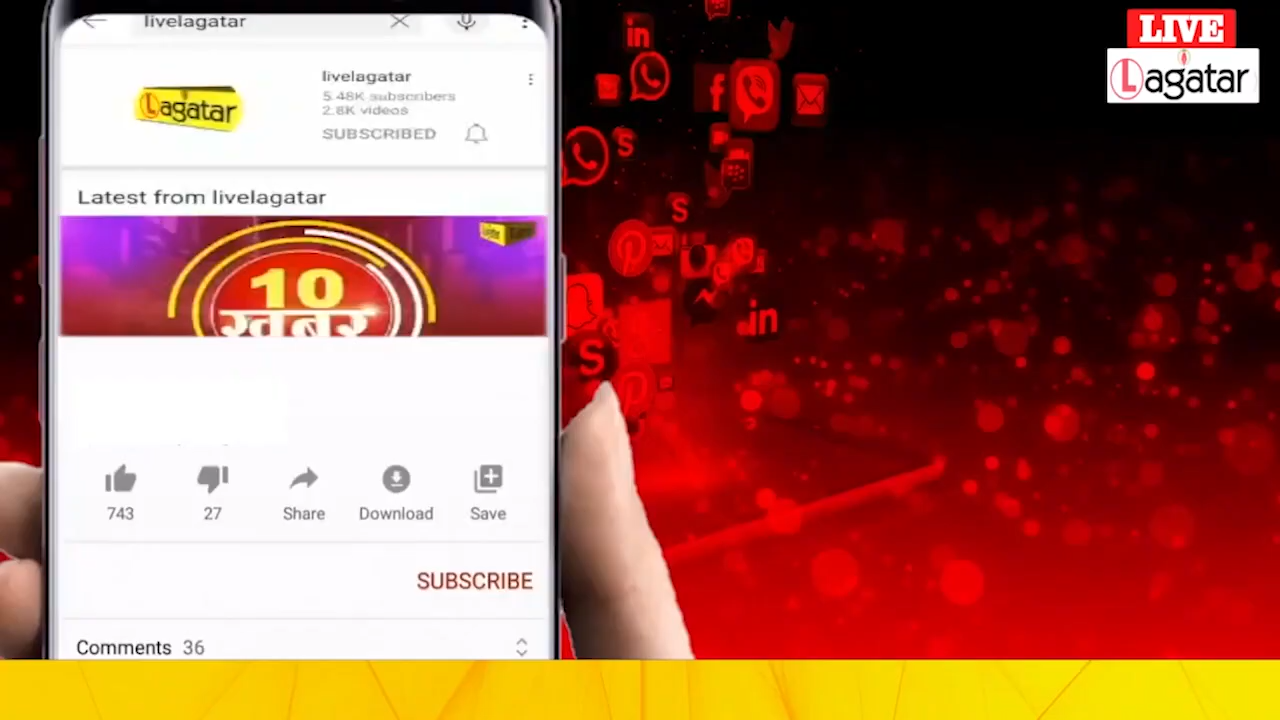 livelagatar
LIVE
Lagatar
Lagatar
livelagatar
5.48K subscribers
2.8K videos
SUBSCRIBED
Latest from livelagatar
10
खबर
743
27
Share
Download
Save
SUBSCRIBE
Comments 36